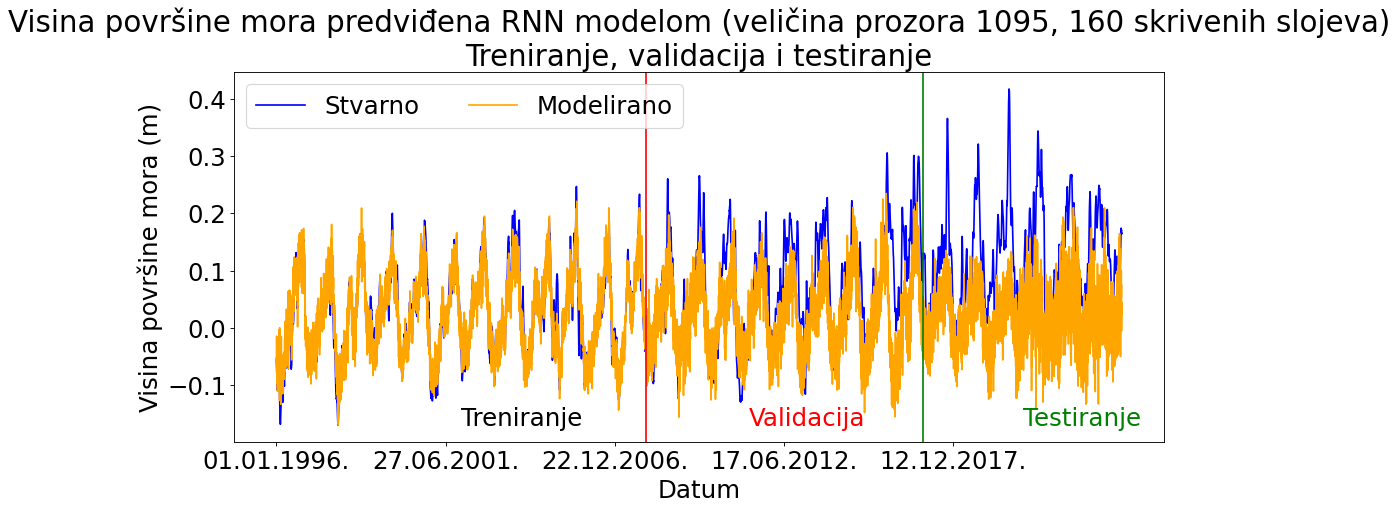 Visina površine mora predviđena RNN modelom (veličina prozora 1095, 160 skrivenih slojeva)
Treniranje, validacija i testiranje
Stvarno
Modelirano
Visina površine mora (m)
0.4
0.3
0.2
0.1
0.0
−0.1
Treniranje
Validacija
Testiranje
01.01.1996.
27.06.2001.
22.12.2006.
17.06.2012.
12.12.2017.
Datum